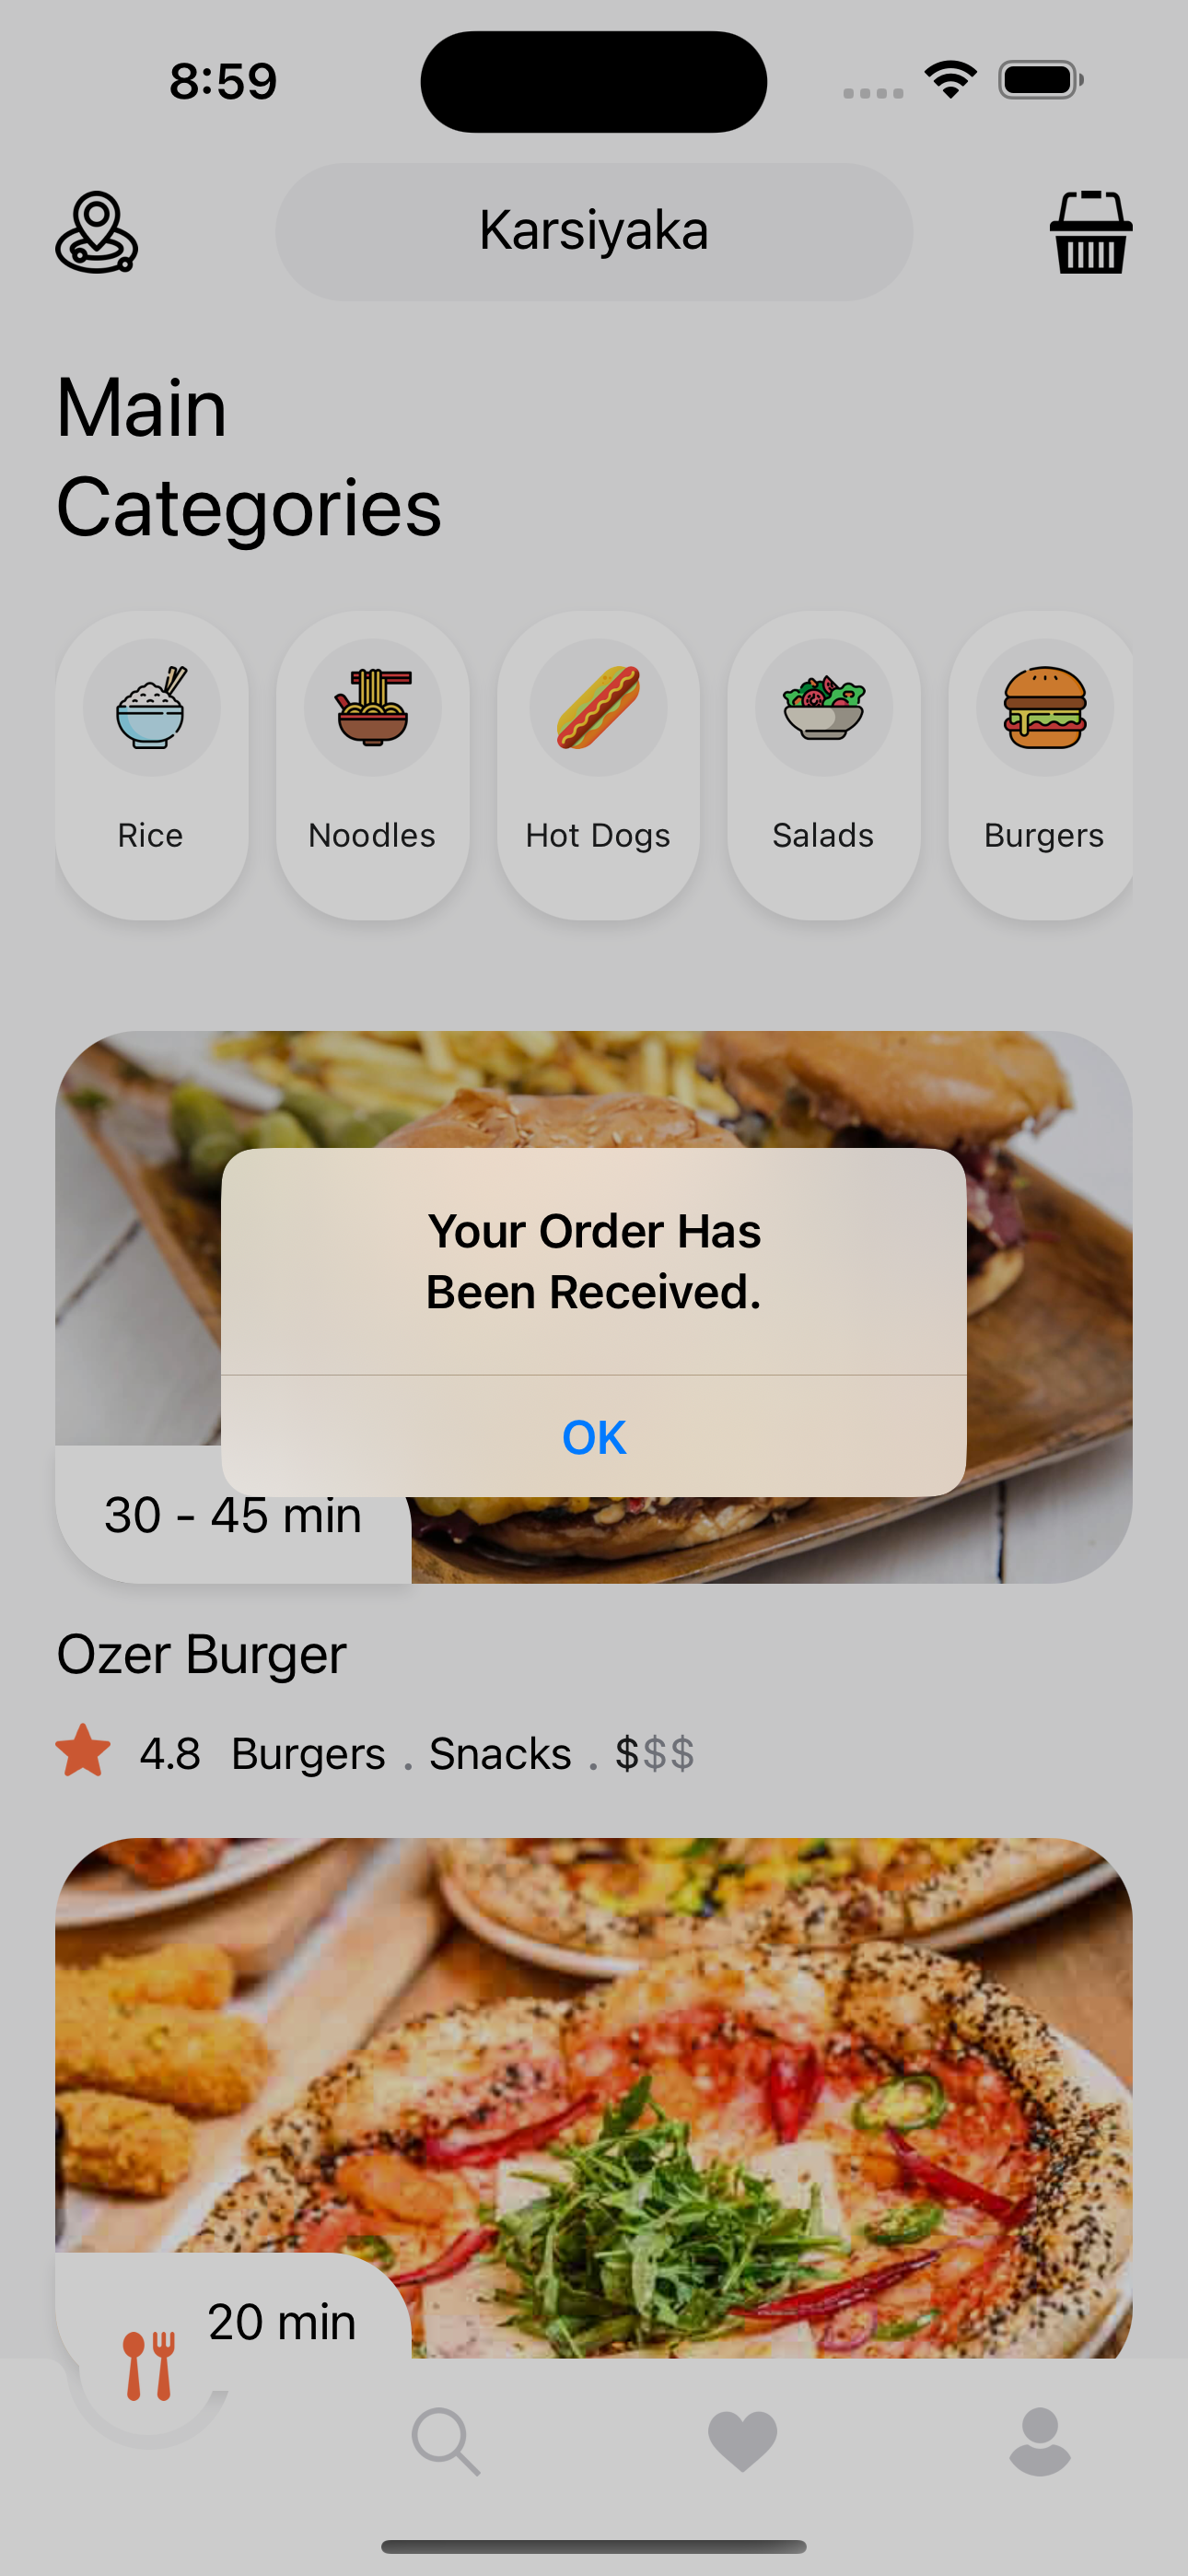 8:59
Karsiyaka
Main
Categories
Rice
Noodles
Hot Dogs
Salads
Burgers
Your Order Has
Been Received.
OK
30 - 45 min
Ozer Burger
4.8 Burgers . Snacks . $$$
20 min